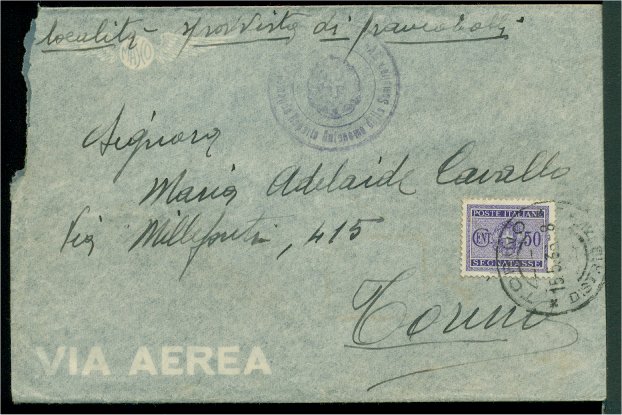 località sprovvista di francobolli
Signora
Maria Adelaide Cavallo
Via Millefonti, 415
POSTE ITALIANE
CENT. 50
SEGNATASSE
TORINO
Torino
VIA AEREA